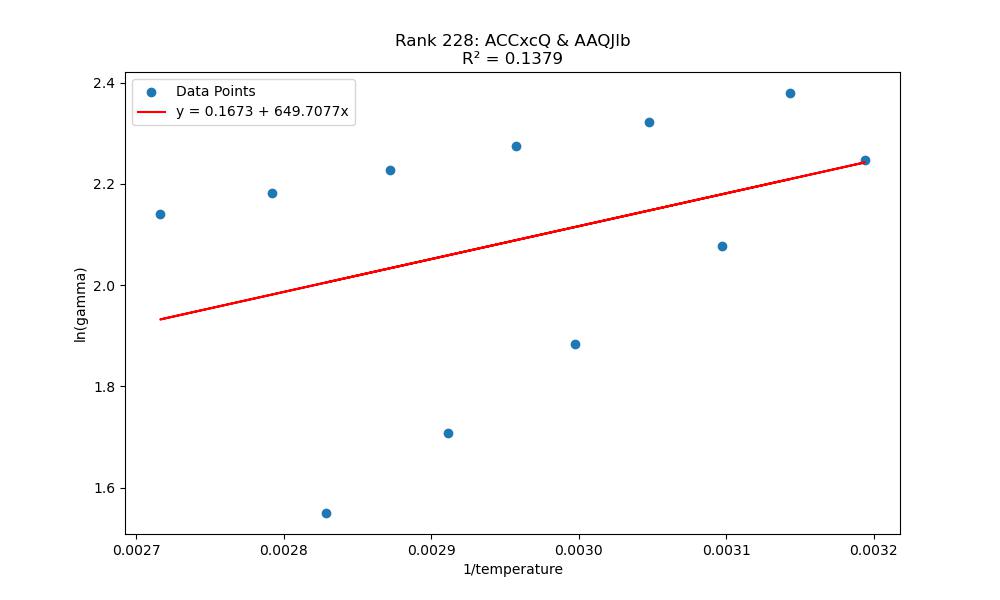 Rank 228: ACCxcQ & AAQJlb
R² = 0.1379
Data Points
y = 0.1673 + 649.7077x
ln(gamma)
2.4
2.2
2.0
1.8
1.6
0.0027 0.0028 0.0029 0.0030 0.0031 0.0032
1/temperature